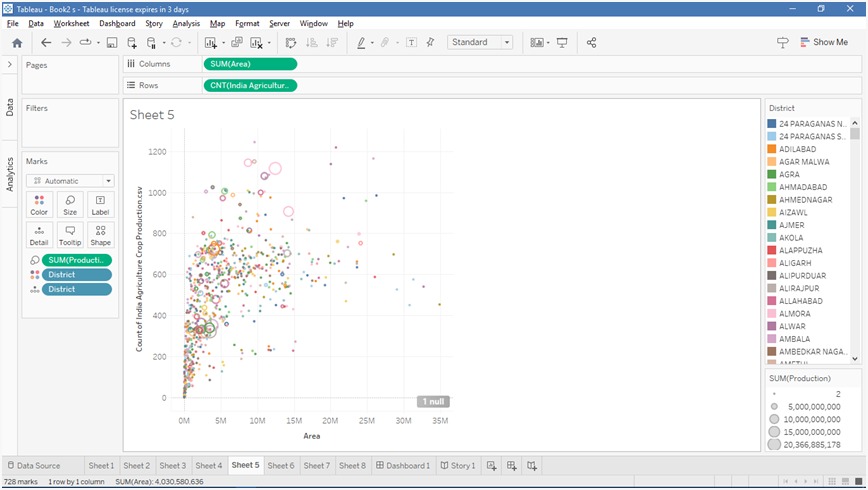 Tableau - Book2 s - Tableau license expires in 3 days
File Data Worksheet Dashboard Story Analysis Map Format Server Window Help
Standard
Show Me
Pages
Columns
SUM(Area)
Rows
CNT(India Agricultur..
Data
Analytics
Filters
Marks
Automatic
Color Size Label
Detail Tooltip Shape
SUM(Producti..
District
District
Sheet 5
Count of India Agriculture Crop Production.csv
1200
1000
800
600
400
200
0
1 null
0M 5M 10M 15M 20M 25M 30M 35M
Area
District
24 PARAGANAS N..
24 PARAGANAS S..
ADILABAD
AGAR MALWA
AGRA
AHMADABAD
AHMEDNAGAR
AIZAWL
AJMER
AKOLA
ALAPPUZHA
ALIGARH
ALIPURDUAR
ALIRAJPUR
ALLAHABAD
ALMORA
ALWAR
AMBALA
AMBEDKAR NAGA..
SUM(Production)
2
5,000,000,000
10,000,000,000
15,000,000,000
20,366,885,178
Data Source Sheet 1 Sheet 2 Sheet 3 Sheet 4 Sheet 5 Sheet 6 Sheet 7 Sheet 8 Dashboard 1 Story 1
728 marks 1 row by 1 column SUM(Area): 4,030,580,636